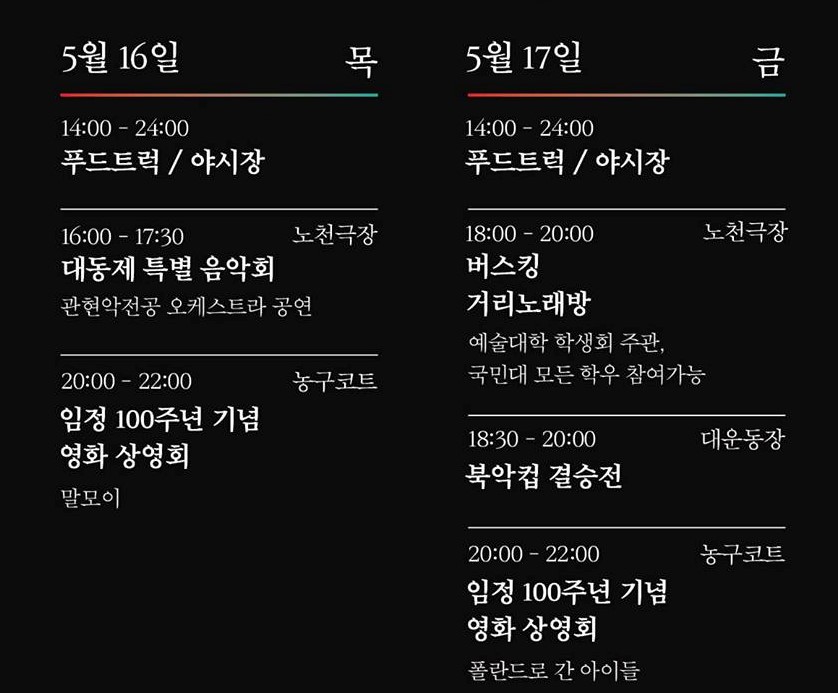 5월 16일 목
14:00 - 24:00
푸드트럭 / 야시장
16:00 - 17:30 노천극장
대동제 특별 음악회
관현악전공 오케스트라 공연
20:00 - 22:00 농구코트
임정 100주년 기념
영화 상영회
말모이
5월 17일 금
14:00 - 24:00
푸드트럭 / 야시장
18:00 - 20:00 노천극장
버스킹
거리노래방
예술대학 학생회 주관,
국민대 모든 학우 참여가능
18:30 - 20:00 대운동장
북악컵 결승전
20:00 - 22:00 농구코트
임정 100주년 기념
영화 상영회
폴란드로 간 아이들